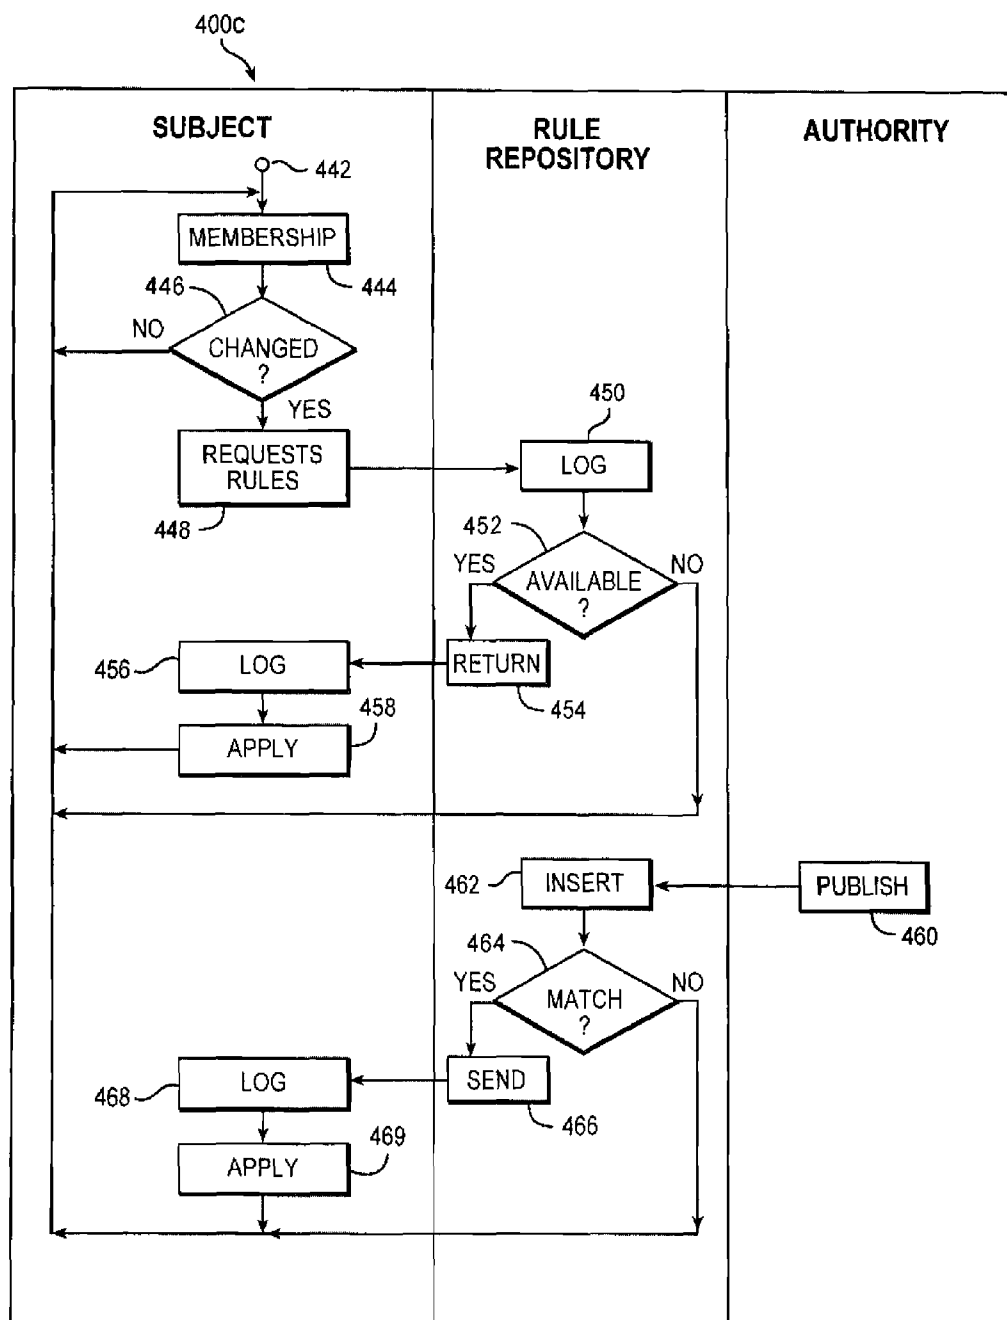 400c
SUBJECT
RULE
REPOSITORY
AUTHORITY
442
MEMBERSHIP
444
446
NO
CHANGED
?
YES
REQUESTS
RULES
448
450
LOG
452
YES
NO
AVAILABLE
?
RETURN
454
456
LOG
458
APPLY
462
INSERT
PUBLISH
460
464
YES
NO
MATCH
?
SEND
466
468
LOG
469
APPLY